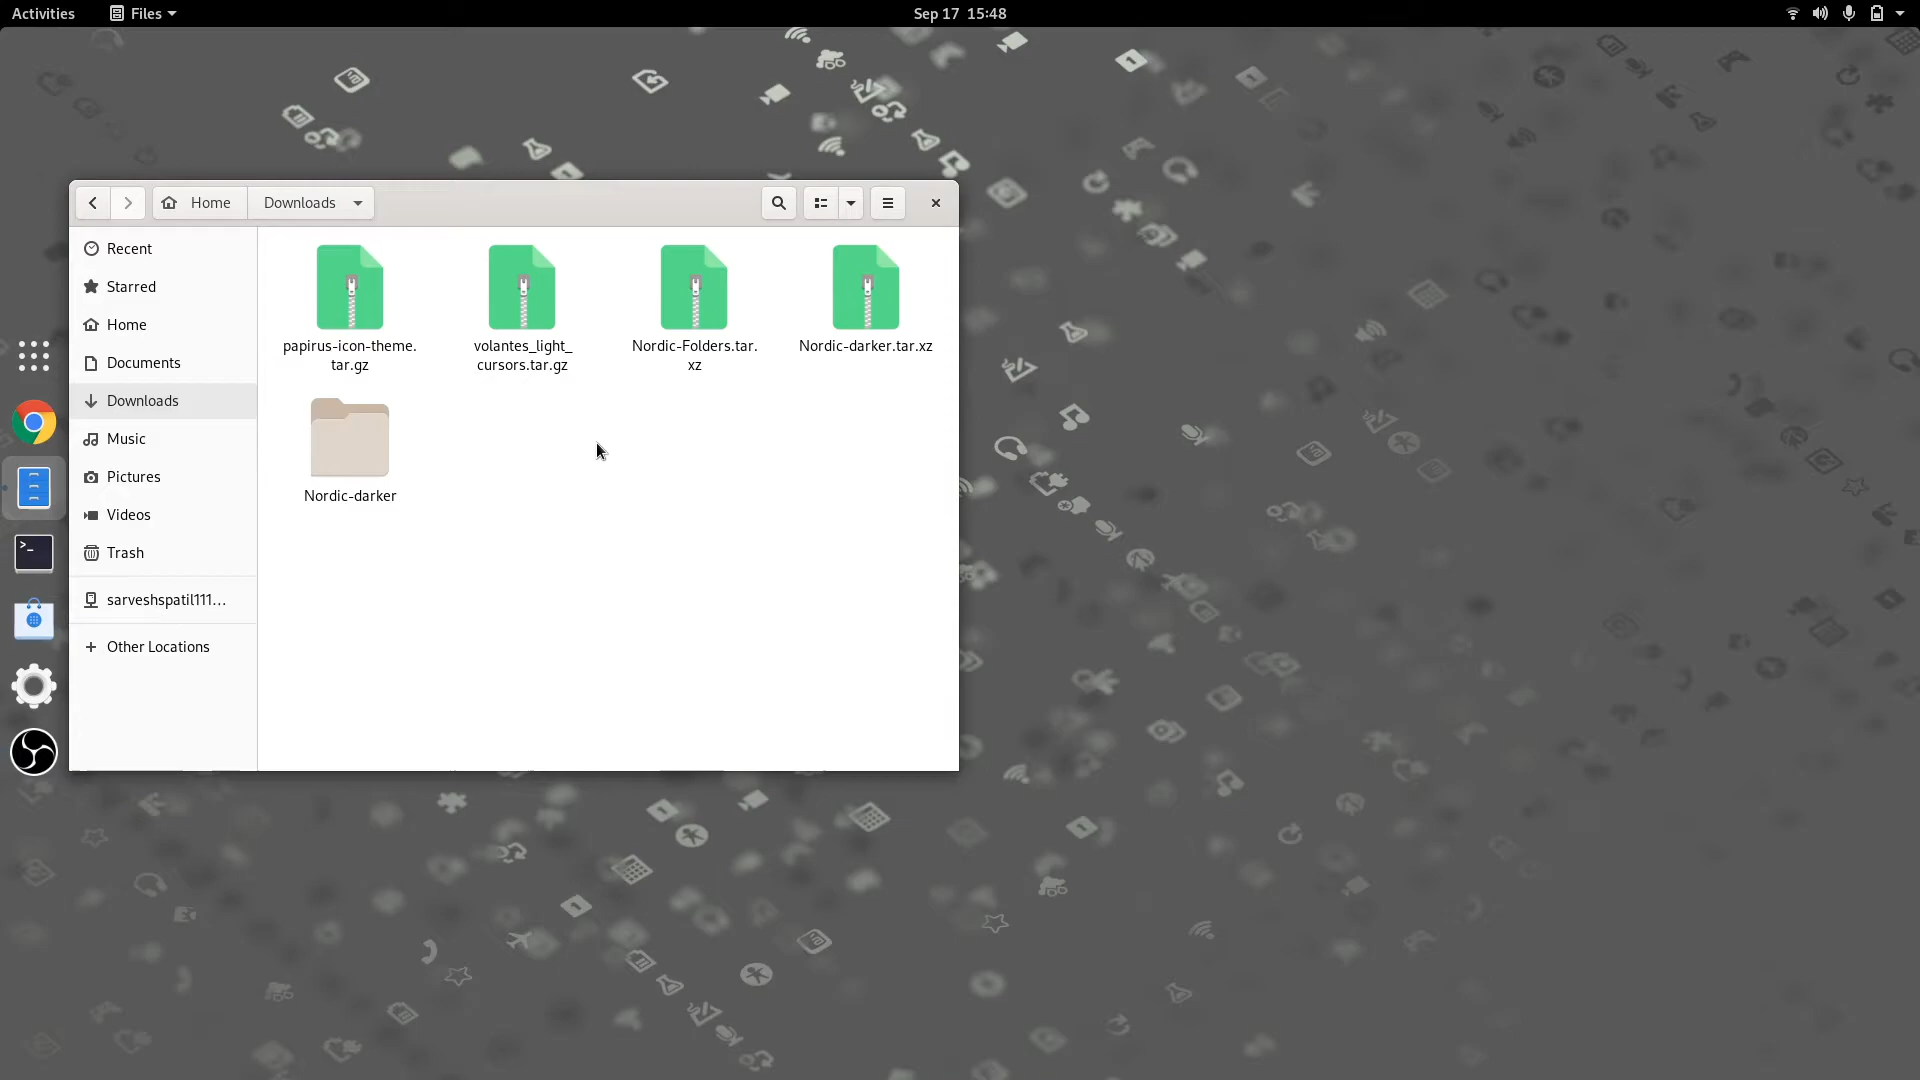 Activities
Files
Sep 17 15:48
Home
Downloads
Recent
Starred
Home
Documents
Downloads
Music
Pictures
Videos
Trash
sarveshspatil111...
Other Locations
papirus-icon-theme.
tar.gz
volantes_light_
cursors.tar.gz
Nordic-Folders.tar.
xz
Nordic-darker.tar.xz
Nordic-darker